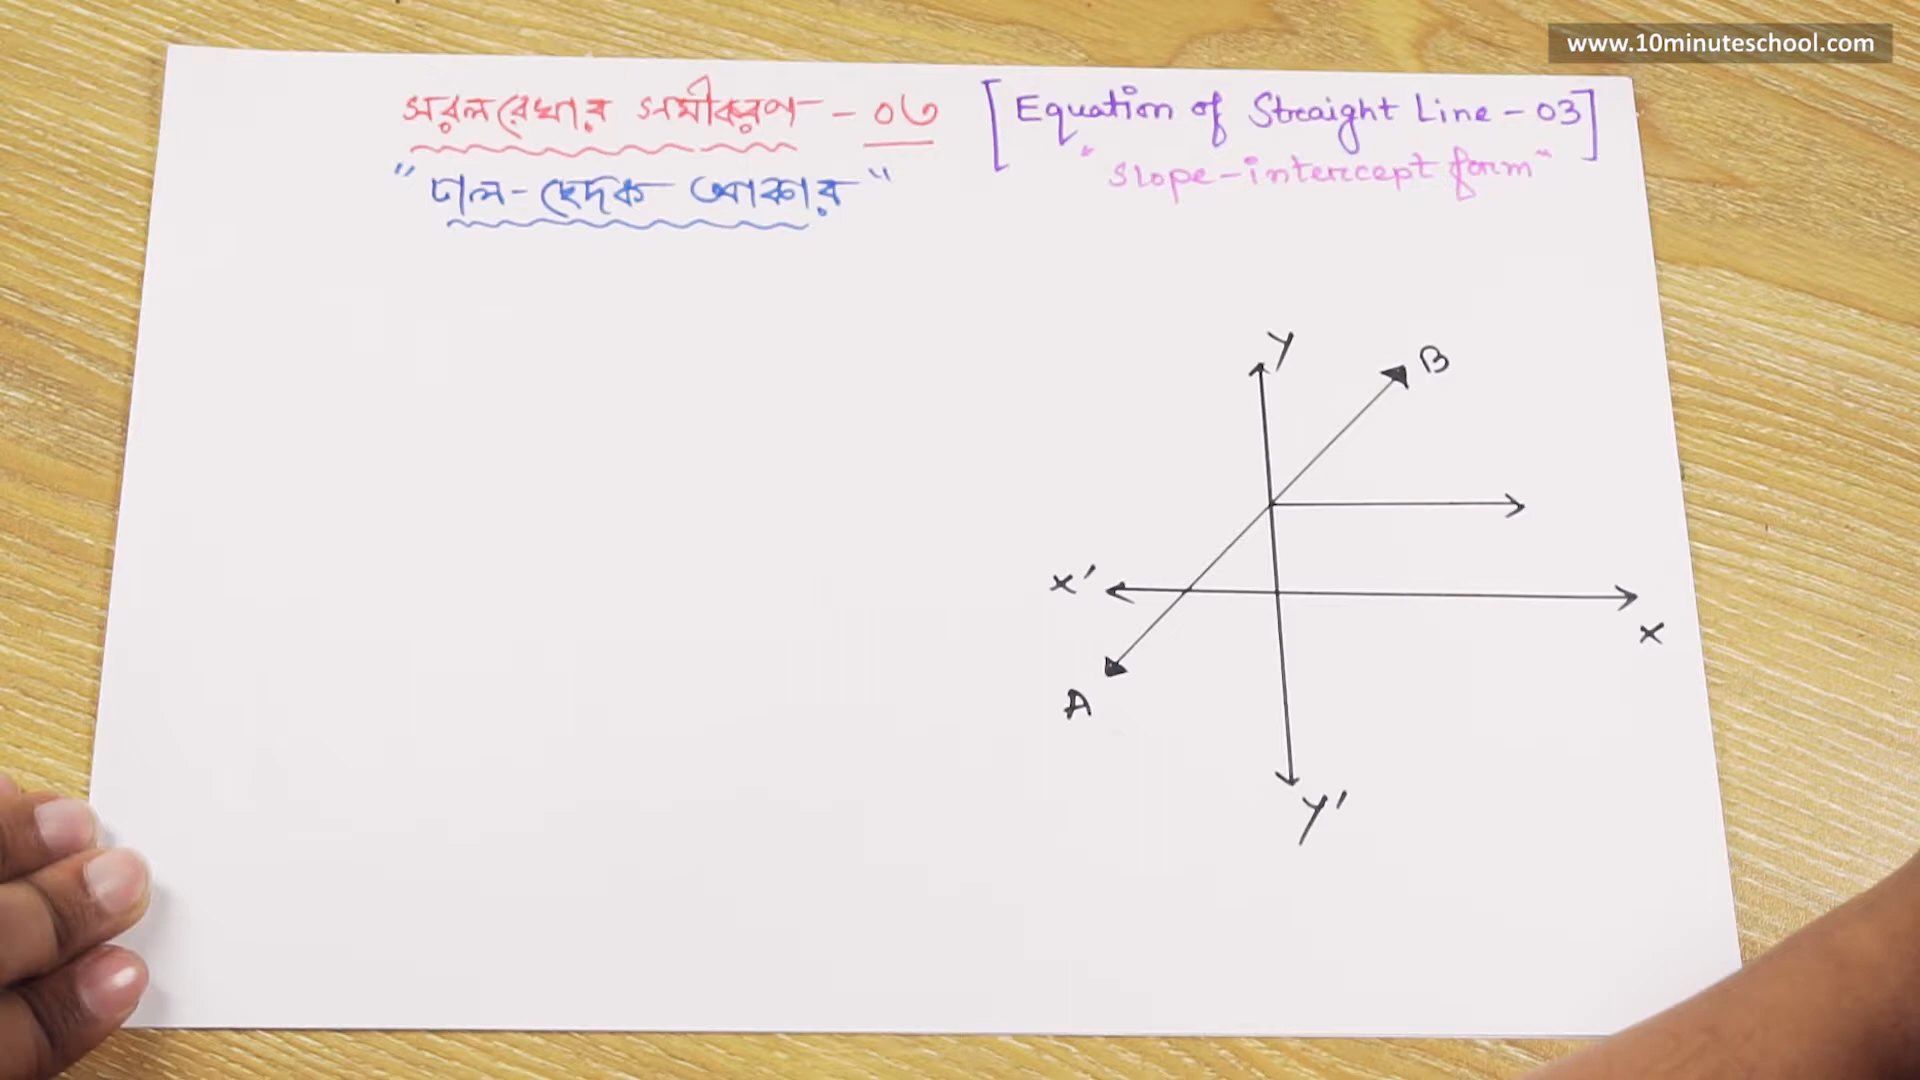 www.10minuteschool.com
সরলরেখার সমীকরণ - ০৩ [Equation of Straight Line - 03]
"ঢাল-ছেদক আকার" "slope-intercept form"
Y
B
X'
X
A
Y'